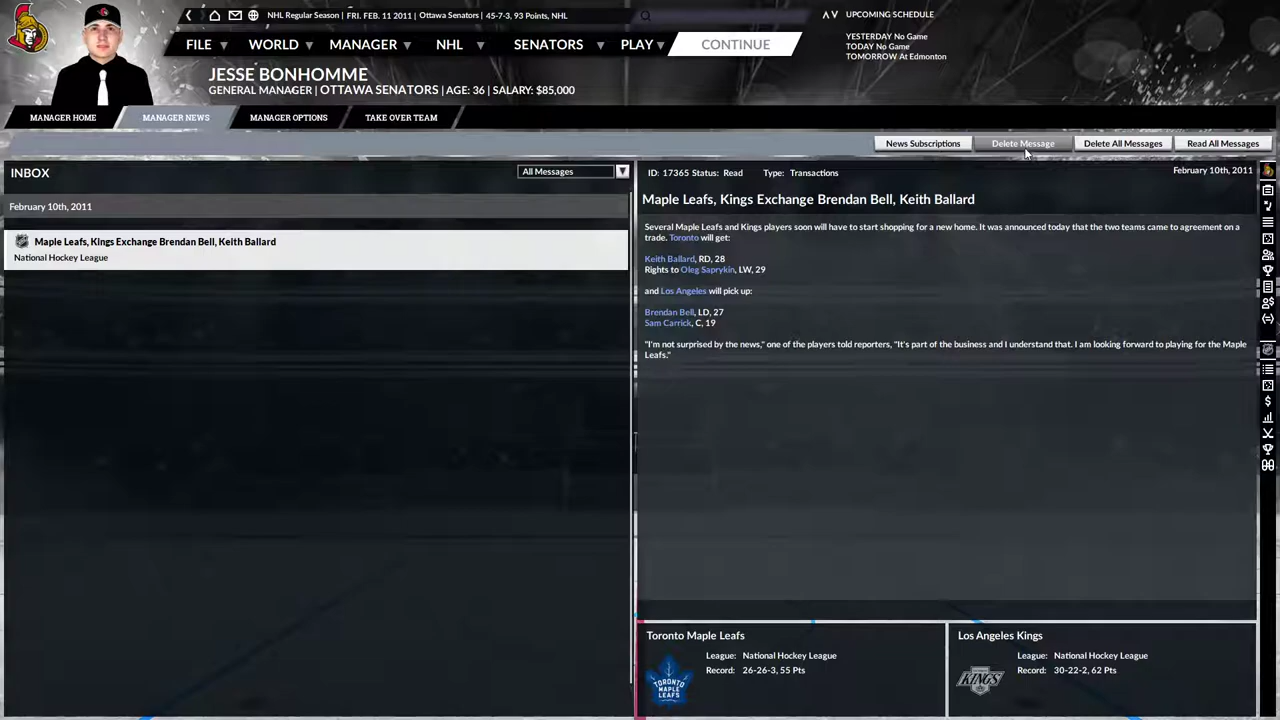 NHL Regular Season | FRI. FEB. 11 2011 | Ottawa Senators | 45-7-3, 93 Points, NHL
FILE WORLD MANAGER NHL SENATORS PLAY CONTINUE
UPCOMING SCHEDULE
YESTERDAY No Game
TODAY No Game
TOMORROW At Edmonton
JESSE BONHOMME
GENERAL MANAGER | OTTAWA SENATORS | AGE: 36 | SALARY: $85,000
MANAGER HOME MANAGER NEWS MANAGER OPTIONS TAKE OVER TEAM
News Subscriptions Delete Message Delete All Messages Read All Messages
INBOX All Messages
February 10th, 2011
Maple Leafs, Kings Exchange Brendan Bell, Keith Ballard
National Hockey League
ID: 17365 Status: Read Type: Transactions February 10th, 2011
Maple Leafs, Kings Exchange Brendan Bell, Keith Ballard
Several Maple Leafs and Kings players soon will have to start shopping for a new home. It was announced today that the two teams came to agreement on a
trade. Toronto will get:
Keith Ballard, RD, 28
Rights to Oleg Saprykin, LW, 29
and Los Angeles will pick up:
Brendan Bell, LD, 27
Sam Carrick, C, 19
"I'm not surprised by the news," one of the players told reporters, "It's part of the business and I understand that. I am looking forward to playing for the Maple
Leafs."
Toronto Maple Leafs
League: National Hockey League
Record: 26-26-3, 55 Pts
TORONTO
MAPLE
LEAFS
Los Angeles Kings
League: National Hockey League
Record: 30-22-2, 62 Pts
KINGS